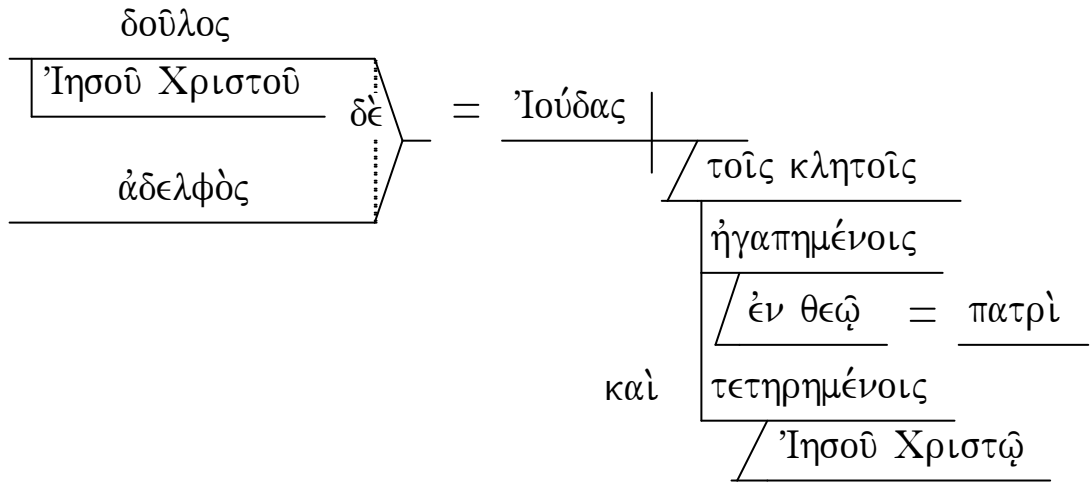 δοῦλος
Ἰησοῦ Χριστοῦ
δὲ = Ἰούδας
ἀδελφὸς
τοῖς κλητοῖς
ἠγαπημένοις
ἐν θεῷ = πατρὶ
καὶ τετηρημένοις
Ἰησοῦ Χριστῷ